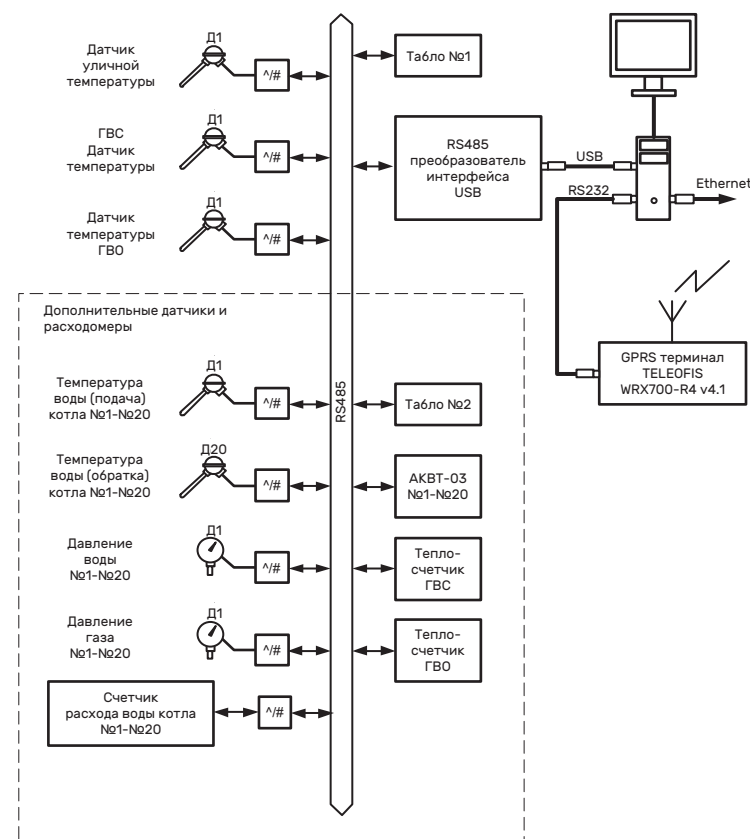 Д1
Датчик
уличной
температуры
^/#
Табло №1
Д1
ГВС
Датчик
температуры
^/#
RS485
преобразователь
интерфейса
USB
USB
RS232
Ethernet
Д1
Датчик
температуры
ГВО
^/#
Дополнительные датчики и
расходомеры
GPRS терминал
TELEOFIS
WRX700-R4 v4.1
RS485
Д1
Температура
воды (подача)
котла №1-№20
^/#
Табло №2
Д20
Температура
воды (обратка)
котла №1-№20
^/#
АКВТ-03
№1-№20
Д1
Давление
воды
№1-№20
^/#
Тепло-
счетчик
ГВС
Д1
Давление
газа
№1-№20
^/#
Тепло-
счетчик
ГВО
Счетчик
расхода воды котла
№1-№20
^/#